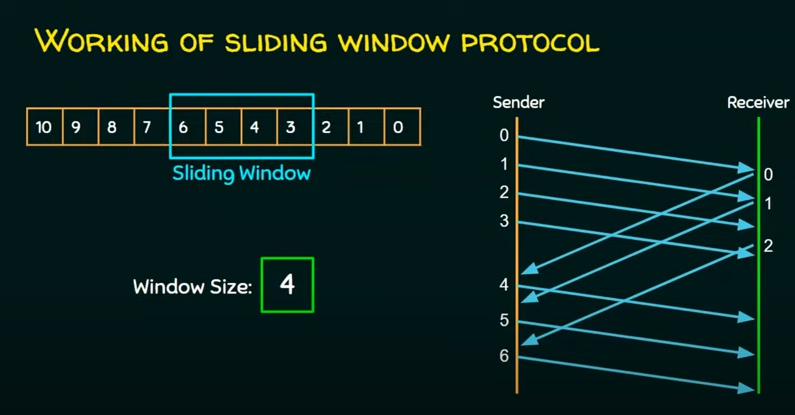 WORKING OF SLIDING WINDOW PROTOCOL
10 9 8 7 6 5 4 3 2 1 0
Sliding Window
Window Size: 4
Sender Receiver
0
0
1
1
2
3
2
4
5
6